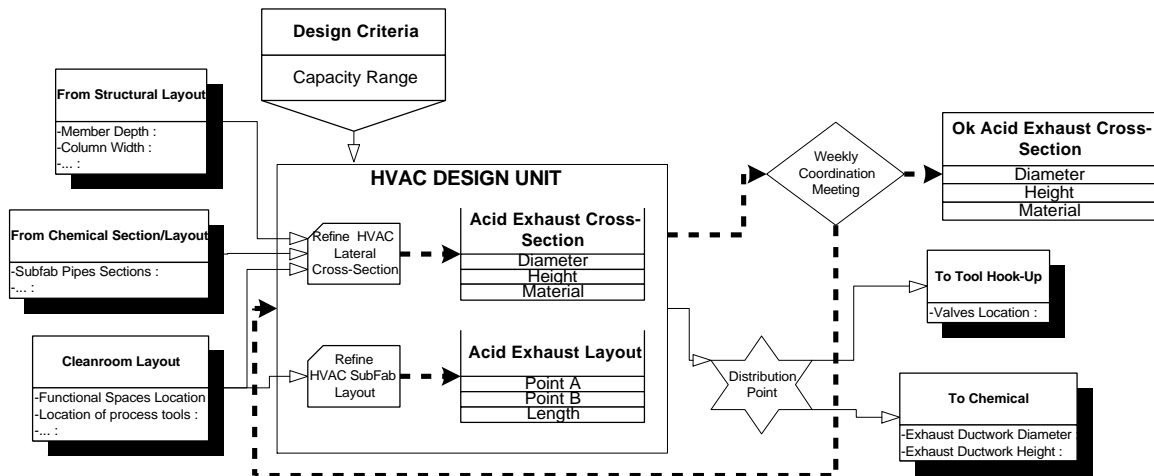 Design Criteria
Capacity Range
From Structural Layout
-Member Depth :
-Column Width :
-... :
From Chemical Section/Layout
-Subfab Pipes Sections :
-... :
Cleanroom Layout
-Functional Spaces Location
-Location of process tools :
-... :
HVAC DESIGN UNIT
Refine HVAC
Lateral
Cross-Section
Acid Exhaust Cross-
Section
Diameter
Height
Material
Refine
HVAC SubFab
Layout
Acid Exhaust Layout
Point A
Point B
Length
Weekly
Coordination
Meeting
Ok Acid Exhaust Cross-
Section
Diameter
Height
Material
Distribution
Point
To Tool Hook-Up
-Valves Location :
To Chemical
-Exhaust Ductwork Diameter :
-Exhaust Ductwork Height :